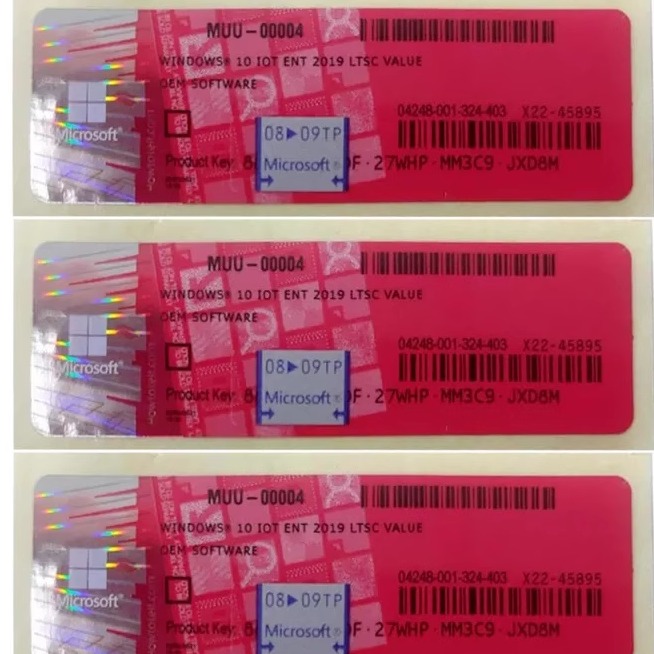 MUU-00004
WINDOWS® 10 IOT ENT 2019 LTSC VALUE
OEM SOFTWARE
Microsoft®
04248-001-324-403 X22-45895
08▶09TP
Product Key: 27WHP-MM3C9-JXD8M
Microsoft®
MUU-00004
WINDOWS® 10 IOT ENT 2019 LTSC VALUE
OEM SOFTWARE
Microsoft®
04248-001-324-403 X22-45895
08▶09TP
Product Key: 27WHP-MM3C9-JXD8M
Microsoft®
MUU-00004
WINDOWS® 10 IOT ENT 2019 LTSC VALUE
OEM SOFTWARE
Microsoft®
04248-001-324-403 X22-45895
08▶09TP
Product Key: 27WHP-MM3C9-JXD8M
Microsoft®